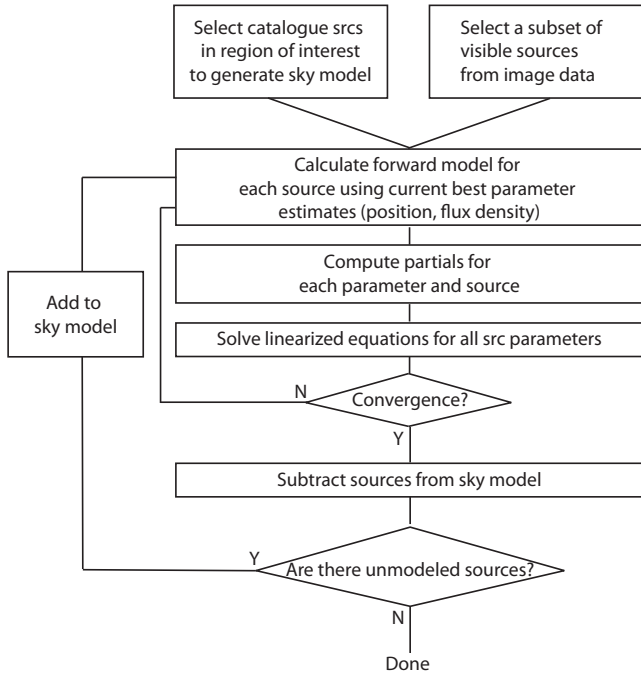 Select catalogue srcs
in region of interest
to generate sky model
Select a subset of
visible sources
from image data
Calculate forward model for
each source using current best parameter
estimates (position, flux density)
Compute partials for
each parameter and source
Add to
sky model
Solve linearized equations for all src parameters
N
Convergence?
Y
Subtract sources from sky model
Y
Are there unmodeled sources?
N
Done